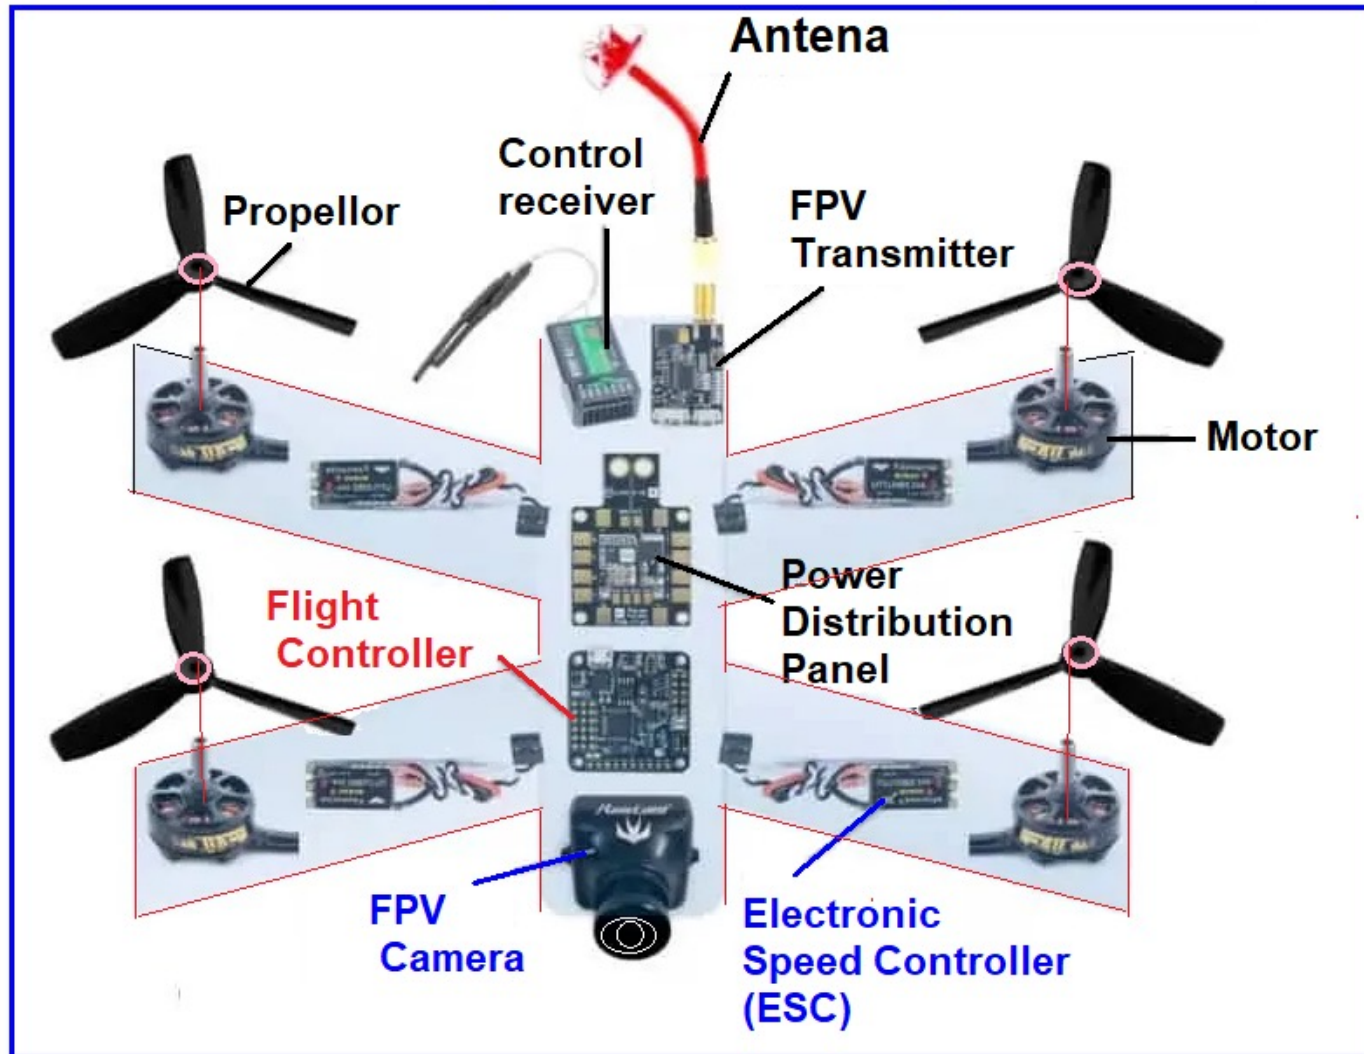 Antena
Control
receiver
Propellor
FPV
Transmitter
Motor
Power
Distribution
Panel
Flight
Controller
FPV
Camera
Electronic
Speed Controller
(ESC)